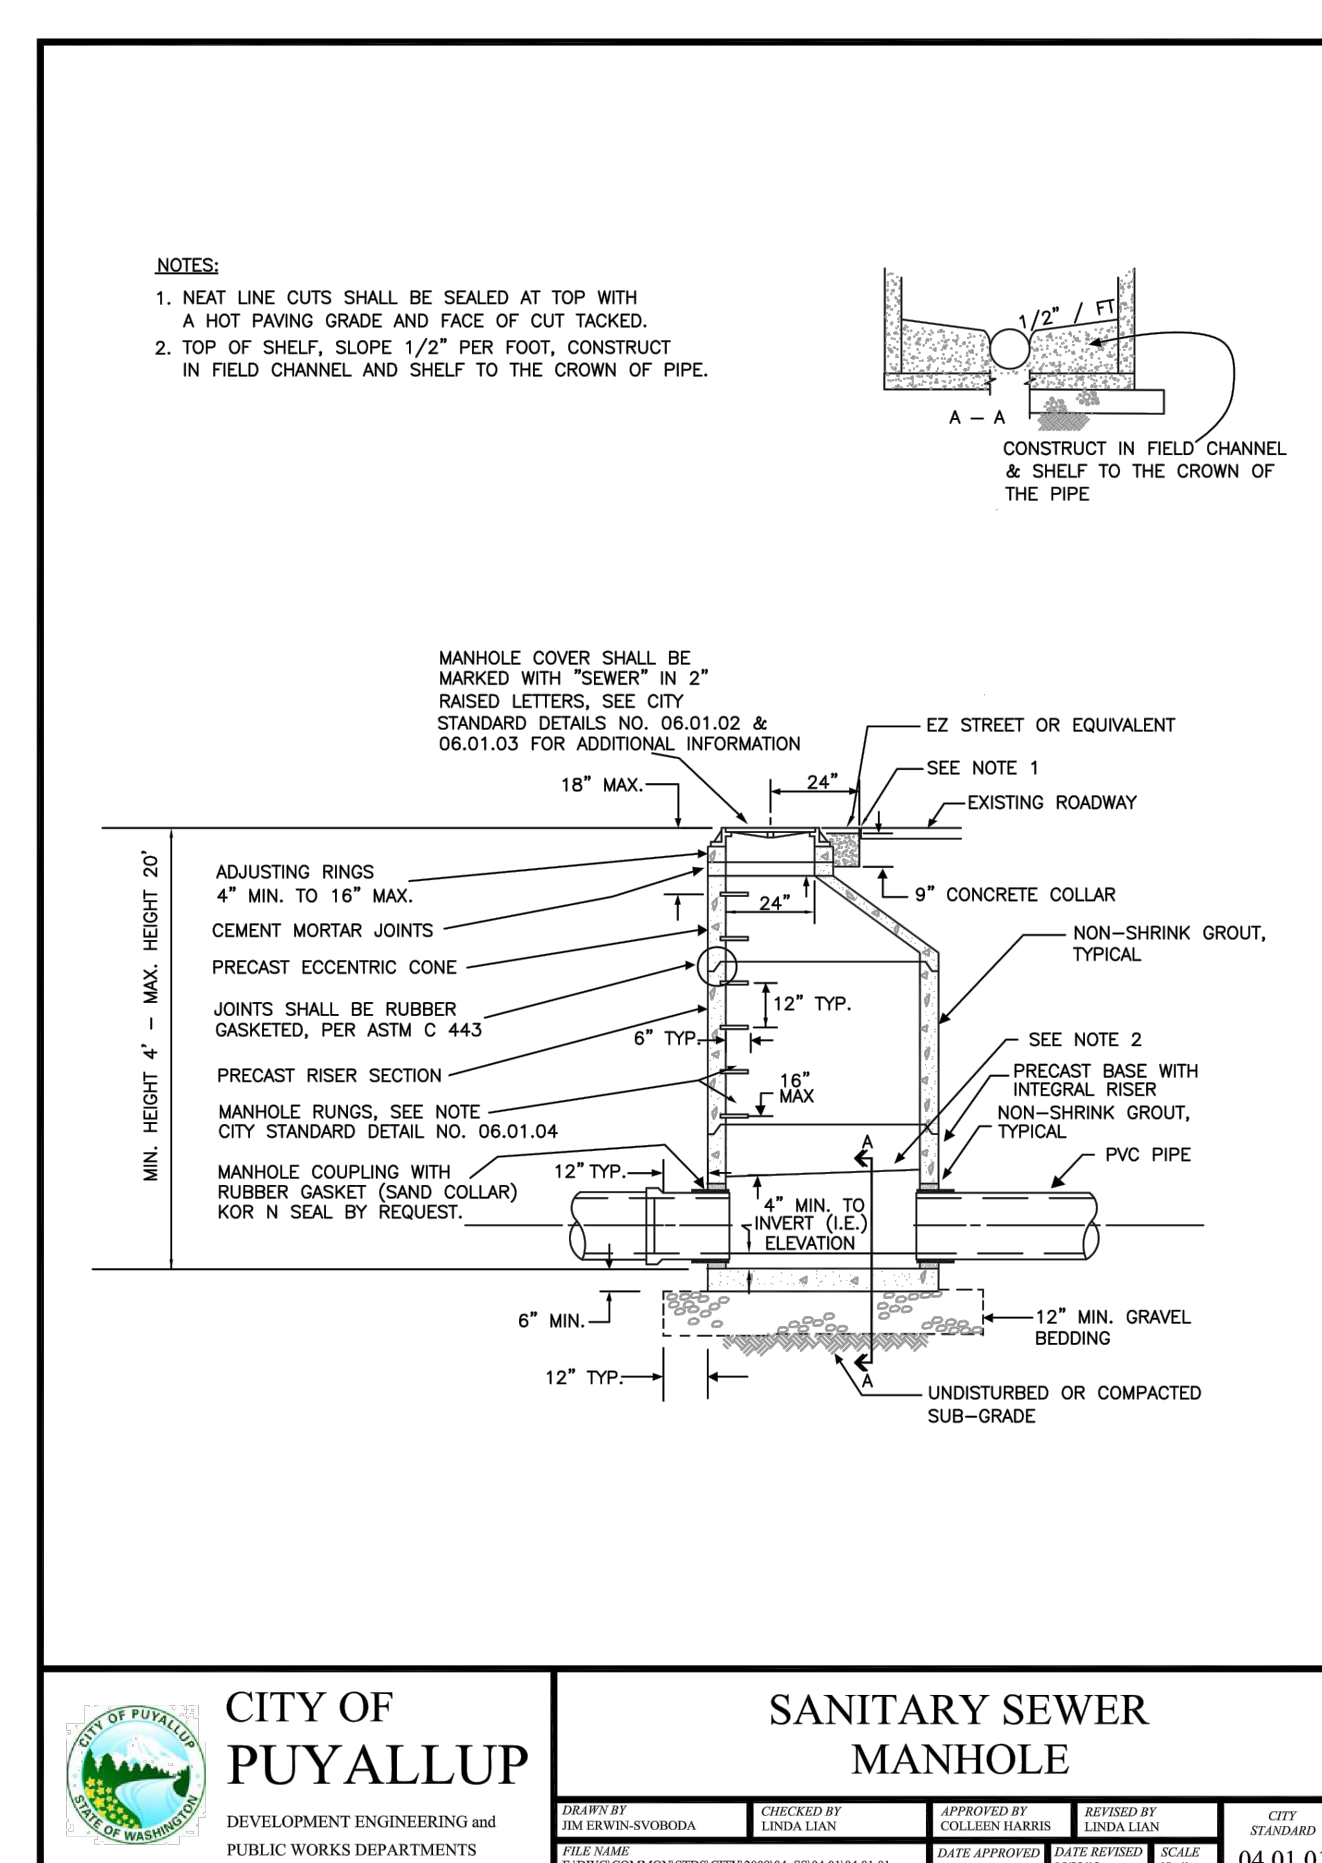 NOTES:
1. NEAT LINE CUTS SHALL BE SEALED AT TOP WITH
A HOT PAVING GRADE AND FACE OF CUT TACKED.
2. TOP OF SHELF, SLOPE 1/2" PER FOOT, CONSTRUCT
IN FIELD CHANNEL AND SHELF TO THE CROWN OF PIPE.
1/2" / FT
A – A
CONSTRUCT IN FIELD CHANNEL
& SHELF TO THE CROWN OF
THE PIPE
MANHOLE COVER SHALL BE
MARKED WITH "SEWER" IN 2"
RAISED LETTERS, SEE CITY
STANDARD DETAILS NO. 06.01.02 &
06.01.03 FOR ADDITIONAL INFORMATION
18" MAX.
24"
EZ STREET OR EQUIVALENT
SEE NOTE 1
EXISTING ROADWAY
MIN. HEIGHT 4' – MAX. HEIGHT 20'
ADJUSTING RINGS
4" MIN. TO 16" MAX.
CEMENT MORTAR JOINTS
PRECAST ECCENTRIC CONE
JOINTS SHALL BE RUBBER
GASKETED, PER ASTM C 443
PRECAST RISER SECTION
MANHOLE RUNGS, SEE NOTE
CITY STANDARD DETAIL NO. 06.01.04
MANHOLE COUPLING WITH
RUBBER GASKET (SAND COLLAR)
KOR N SEAL BY REQUEST.
24"
9" CONCRETE COLLAR
NON–SHRINK GROUT,
TYPICAL
12" TYP.
6" TYP.
16"
MAX
SEE NOTE 2
PRECAST BASE WITH
INTEGRAL RISER
NON–SHRINK GROUT,
TYPICAL
PVC PIPE
A
12" TYP.
4" MIN. TO
INVERT (I.E.)
ELEVATION
6" MIN.
12" MIN. GRAVEL
BEDDING
12" TYP.
A
UNDISTURBED OR COMPACTED
SUB–GRADE
CITY OF PUYALLUP
STATE OF WASHINGTON
CITY OF
PUYALLUP
DEVELOPMENT ENGINEERING and
PUBLIC WORKS DEPARTMENTS
SANITARY SEWER
MANHOLE
DRAWN BY
JIM ERWIN-SVOBODA
CHECKED BY
LINDA LIAN
APPROVED BY
COLLEEN HARRIS
REVISED BY
LINDA LIAN
CITY
STANDARD
04.01.01
FILE NAME
DATE APPROVED
DATE REVISED
SCALE